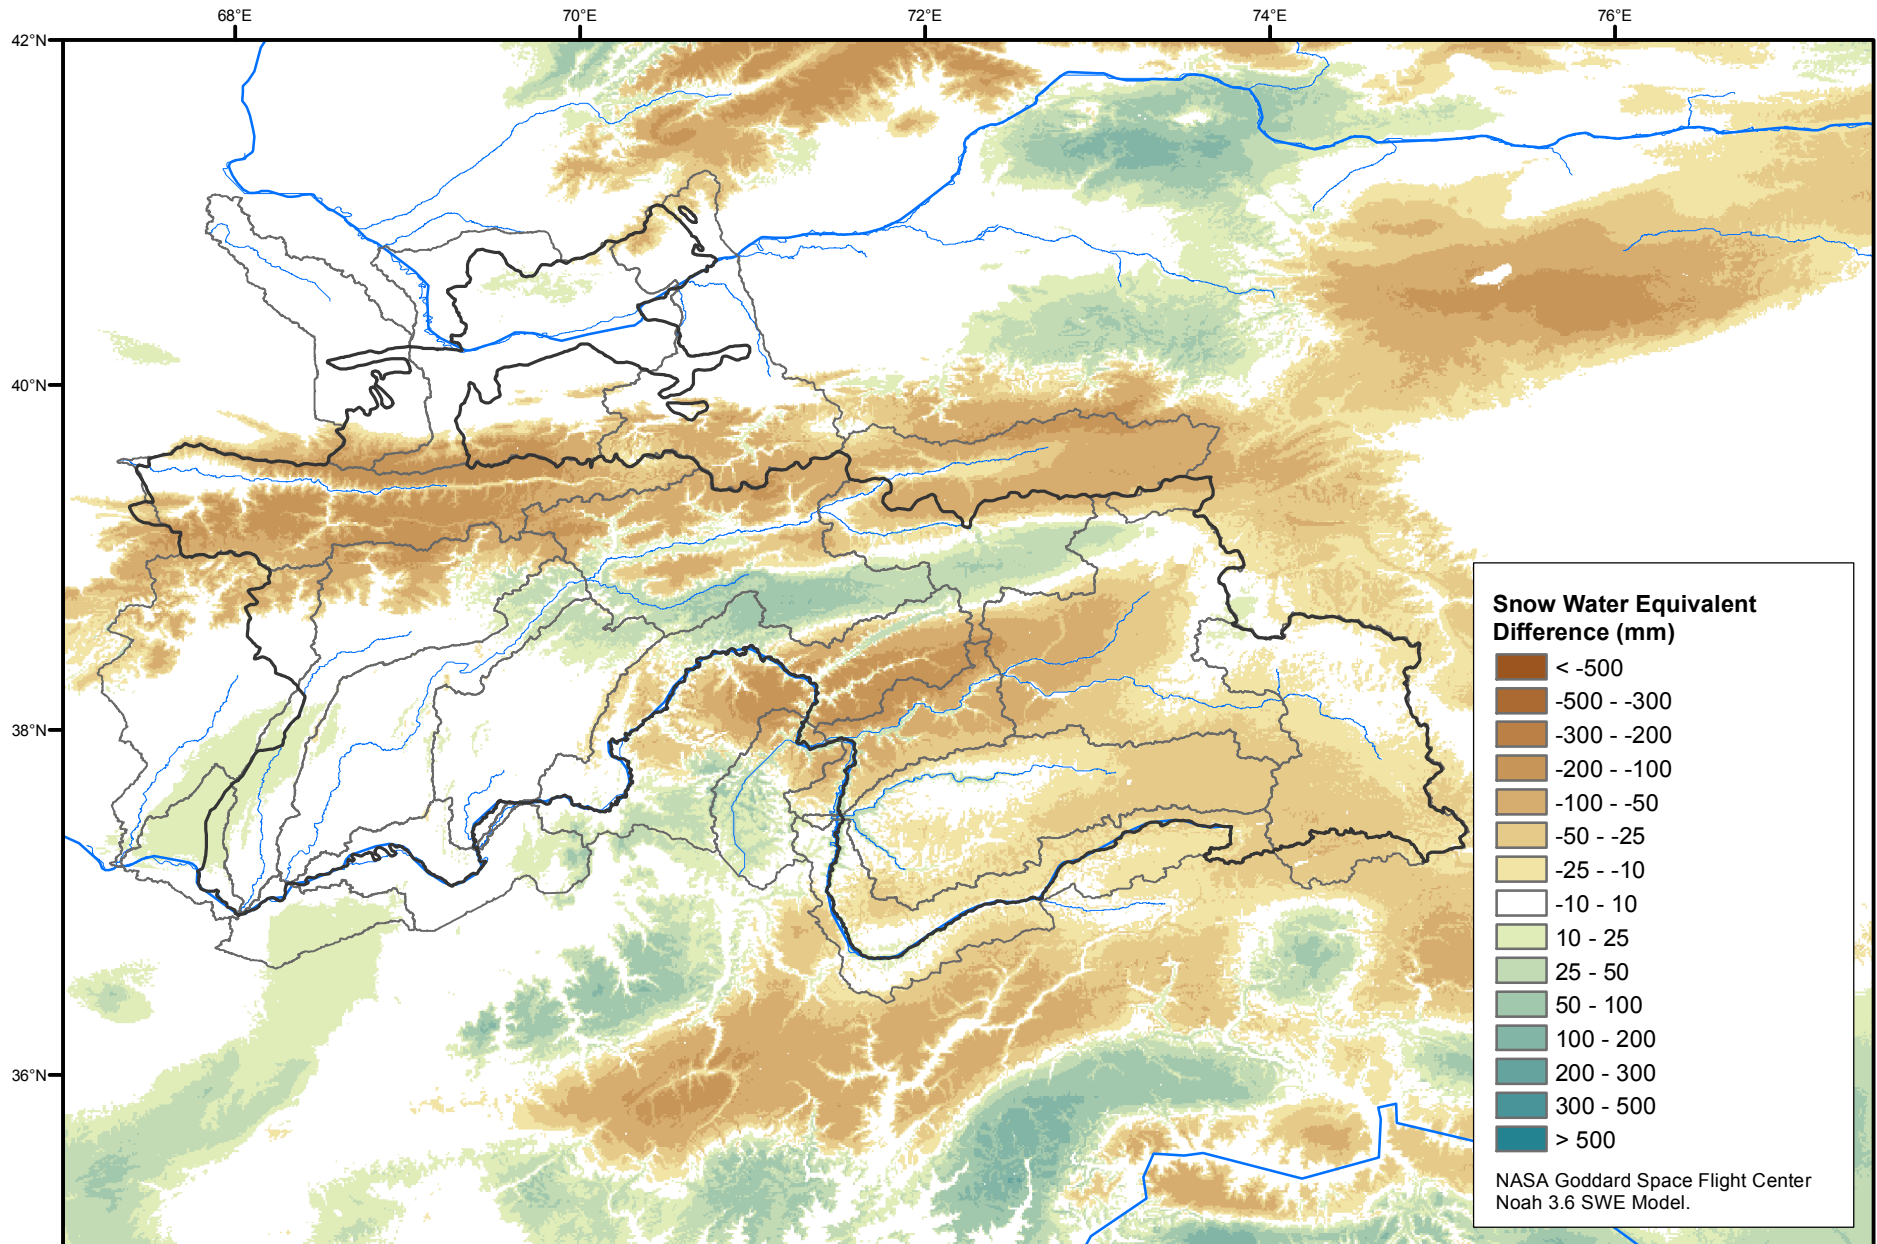 68°E
70°E
72°E
74°E
76°E
42°N
40°N
38°N
36°N
Snow Water Equivalent
Difference (mm)
< -500
-500 - -300
-300 - -200
-200 - -100
-100 - -50
-50 - -25
-25 - -10
-10 - 10
10 - 25
25 - 50
50 - 100
100 - 200
200 - 300
300 - 500
> 500
NASA Goddard Space Flight Center
Noah 3.6 SWE Model.